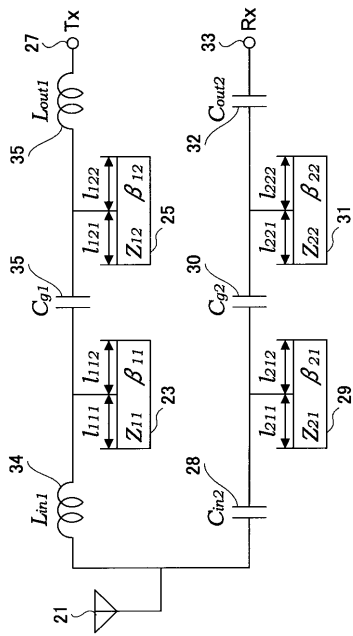 21
34
Lin1
l111
l112
Z11
β11
23
35
Cg1
l121
l122
Z12
β12
25
Lout1
35
27
Tx
28
Cin2
l211
l212
Z21
β21
29
30
Cg2
l221
l222
Z22
β22
31
Cout2
32
33
Rx